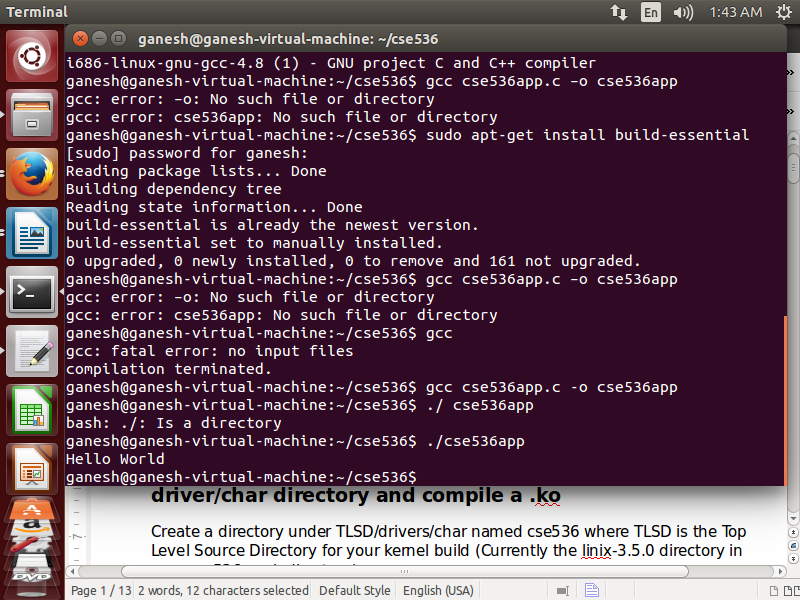 Terminal
En
1:43 AM
ganesh@ganesh-virtual-machine: ~/cse536
i686-linux-gnu-gcc-4.8 (1) - GNU project C and C++ compiler
ganesh@ganesh-virtual-machine:~/cse536$ gcc cse536app.c –o cse536app
gcc: error: –o: No such file or directory
gcc: error: cse536app: No such file or directory
ganesh@ganesh-virtual-machine:~/cse536$ sudo apt-get install build-essential
[sudo] password for ganesh:
Reading package lists... Done
Building dependency tree
Reading state information... Done
build-essential is already the newest version.
build-essential set to manually installed.
0 upgraded, 0 newly installed, 0 to remove and 161 not upgraded.
ganesh@ganesh-virtual-machine:~/cse536$ gcc cse536app.c –o cse536app
gcc: error: –o: No such file or directory
gcc: error: cse536app: No such file or directory
ganesh@ganesh-virtual-machine:~/cse536$ gcc
gcc: fatal error: no input files
compilation terminated.
ganesh@ganesh-virtual-machine:~/cse536$ gcc cse536app.c -o cse536app
ganesh@ganesh-virtual-machine:~/cse536$ ./ cse536app
bash: ./: Is a directory
ganesh@ganesh-virtual-machine:~/cse536$ ./cse536app
Hello World
ganesh@ganesh-virtual-machine:~/cse536$
driver/char directory and compile a .ko
Create a directory under TLSD/drivers/char named cse536 where TLSD is the Top
Level Source Directory for your kernel build (Currently the linix-3.5.0 directory in
Page 1 / 13 2 words, 12 characters selected Default Style English (USA)